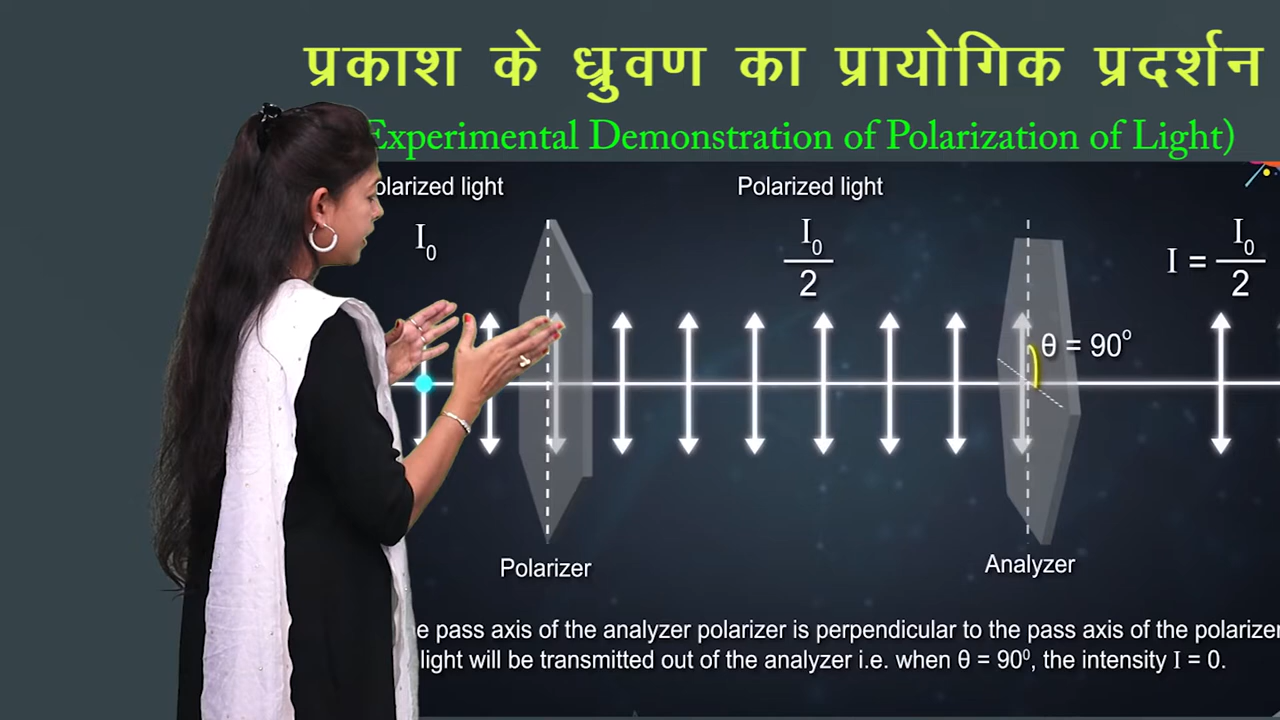 प्रकाश के ध्रुवण का प्रायोगिक प्रदर्शन
Experimental Demonstration of Polarization of Light)
olarized light
Polarized light
I₀
I₀
2
I = I₀
2
θ = 90⁰
Polarizer
Analyzer
e pass axis of the analyzer polarizer is perpendicular to the pass axis of the polarizer
light will be transmitted out of the analyzer i.e. when θ = 90⁰, the intensity I = 0.